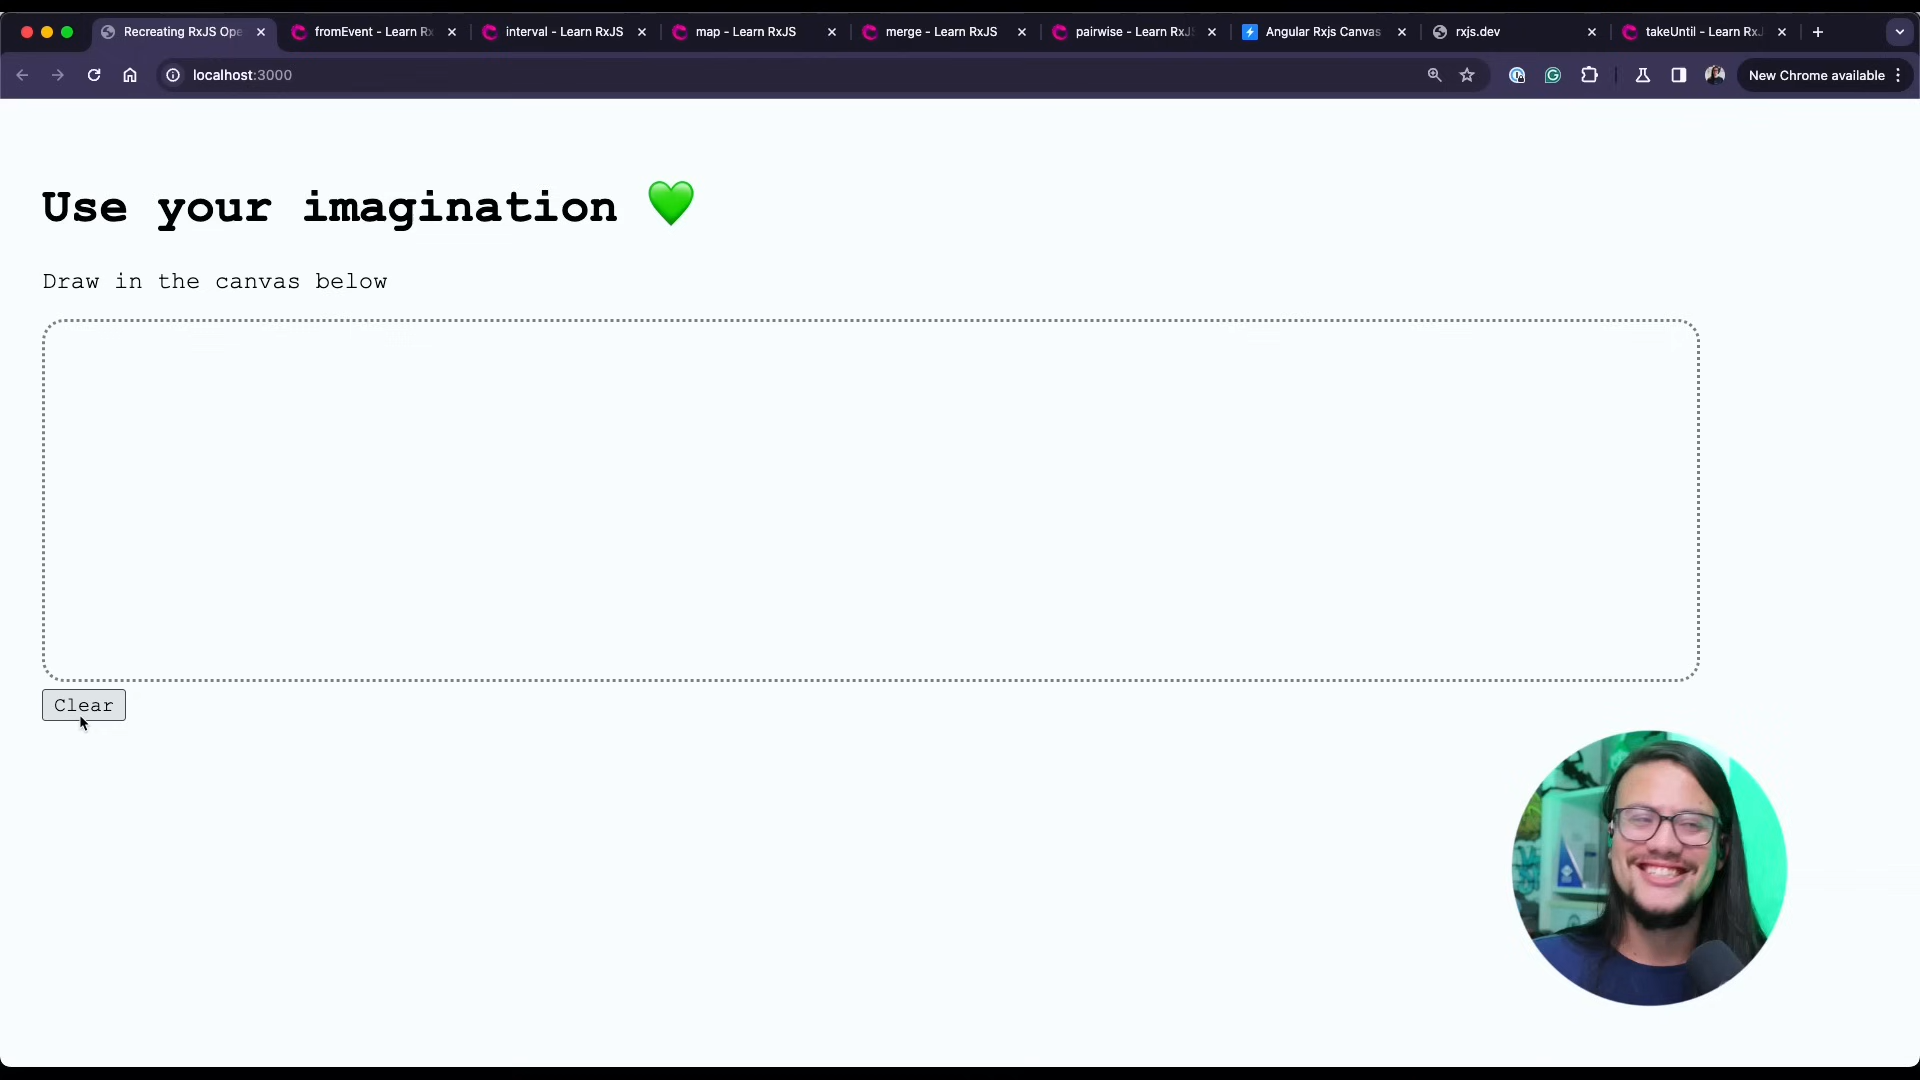 Recreating RxJS Ope
fromEvent - Learn Rx
interval - Learn RxJS
map - Learn RxJS
merge - Learn RxJS
pairwise - Learn RxJS
Angular Rxjs Canvas
rxjs.dev
takeUntil - Learn RxJ
localhost:3000
New Chrome available
Use your imagination 💚
Draw in the canvas below
Clear